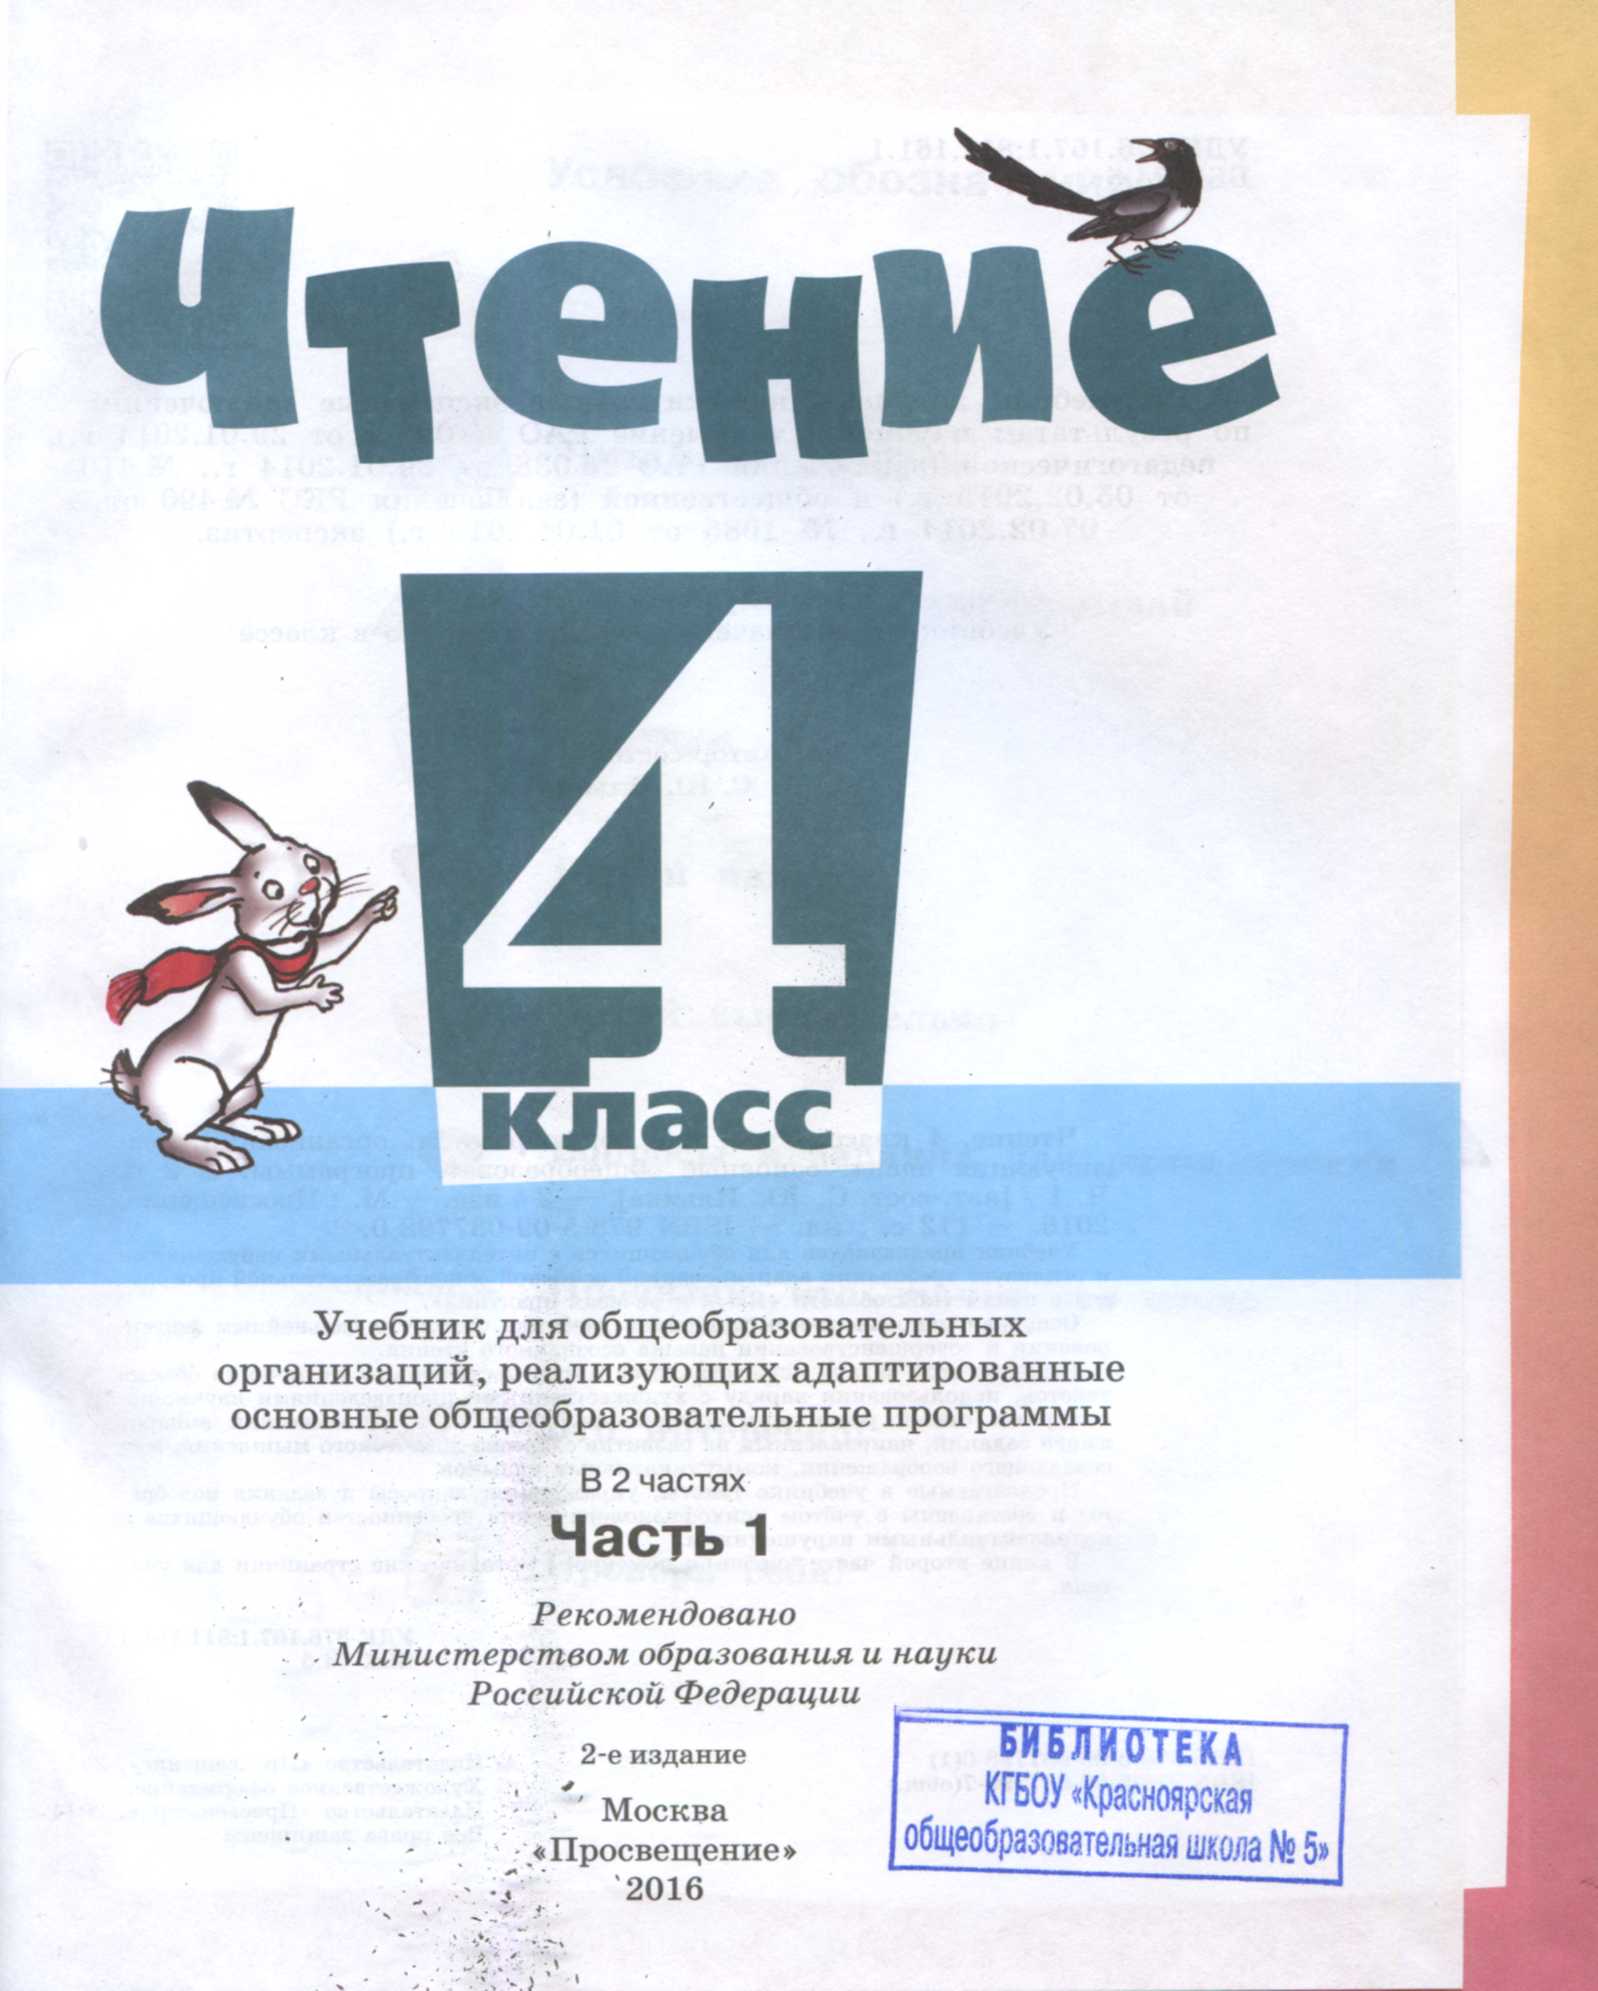 Чтение
4
класс
Учебник для общеобразовательных
организаций, реализующих адаптированные
основные общеобразовательные программы
В 2 частях
Часть 1
Рекомендовано
Министерством образования и науки
Российской Федерации
2-е издание
Москва
«Просвещение»
2016
БИБЛИОТЕКА
КГБОУ «Красноярская
общеобразовательная школа № 5»